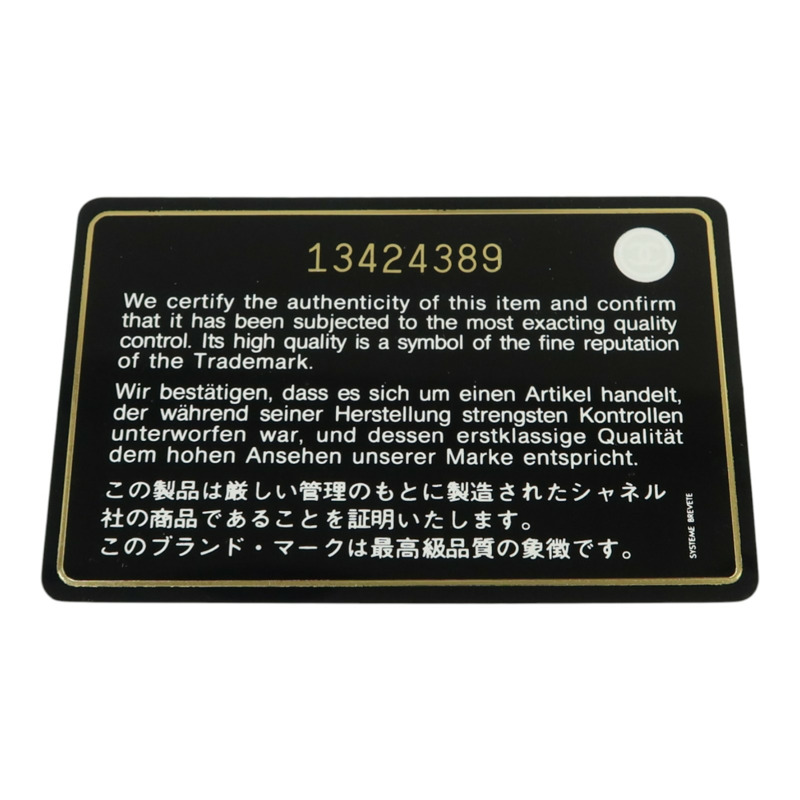 13424389
We certify the authenticity of this item and confirm
that it has been subjected to the most exacting quality
control. Its high quality is a symbol of the fine reputation
of the Trademark.
Wir bestätigen, dass es sich um einen Artikel handelt,
der während seiner Herstellung strengsten Kontrollen
unterworfen war, und dessen erstklassige Qualität
dem hohen Ansehen unserer Marke entspricht.
この製品は厳しい管理のもとに製造されたシャネル
社の商品であることを証明いたします。
このブランド・マークは最高級品質の象徴です。
SYSTEME BREVETE